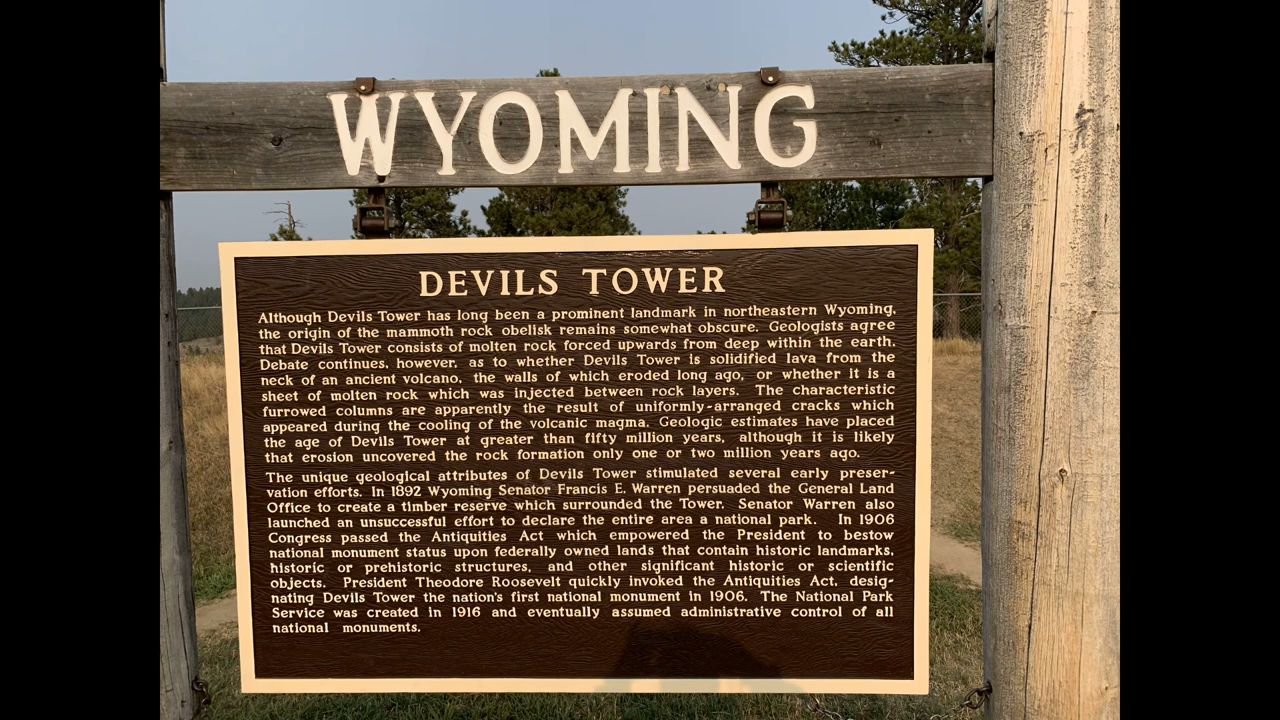 WYOMING
DEVILS TOWER
Although Devils Tower has long been a prominent landmark in northeastern Wyoming,
the origin of the mammoth rock obelisk remains somewhat obscure. Geologists agree
that Devils Tower consists of molten rock forced upwards from deep within the earth.
Debate continues, however, as to whether Devils Tower is solidified lava from the
neck of an ancient volcano, the walls of which eroded long ago, or whether it is a
sheet of molten rock which was injected between rock layers. The characteristic
furrowed columns are apparently the result of uniformly-arranged cracks which
appeared during the cooling of the volcanic magma. Geologic estimates have placed
the age of Devils Tower at greater than fifty million years, although it is likely
that erosion uncovered the rock formation only one or two million years ago.
The unique geological attributes of Devils Tower stimulated several early preser-
vation efforts. In 1892 Wyoming Senator Francis E. Warren persuaded the General Land
Office to create a timber reserve which surrounded the Tower. Senator Warren also
launched an unsuccessful effort to declare the entire area a national park. In 1906
Congress passed the Antiquities Act which empowered the President to bestow
national monument status upon federally owned lands that contain historic landmarks,
historic or prehistoric structures, and other significant historic or scientific
objects. President Theodore Roosevelt quickly invoked the Antiquities Act, desig-
nating Devils Tower the nation's first national monument in 1906. The National Park
Service was created in 1916 and eventually assumed administrative control of all
national monuments.